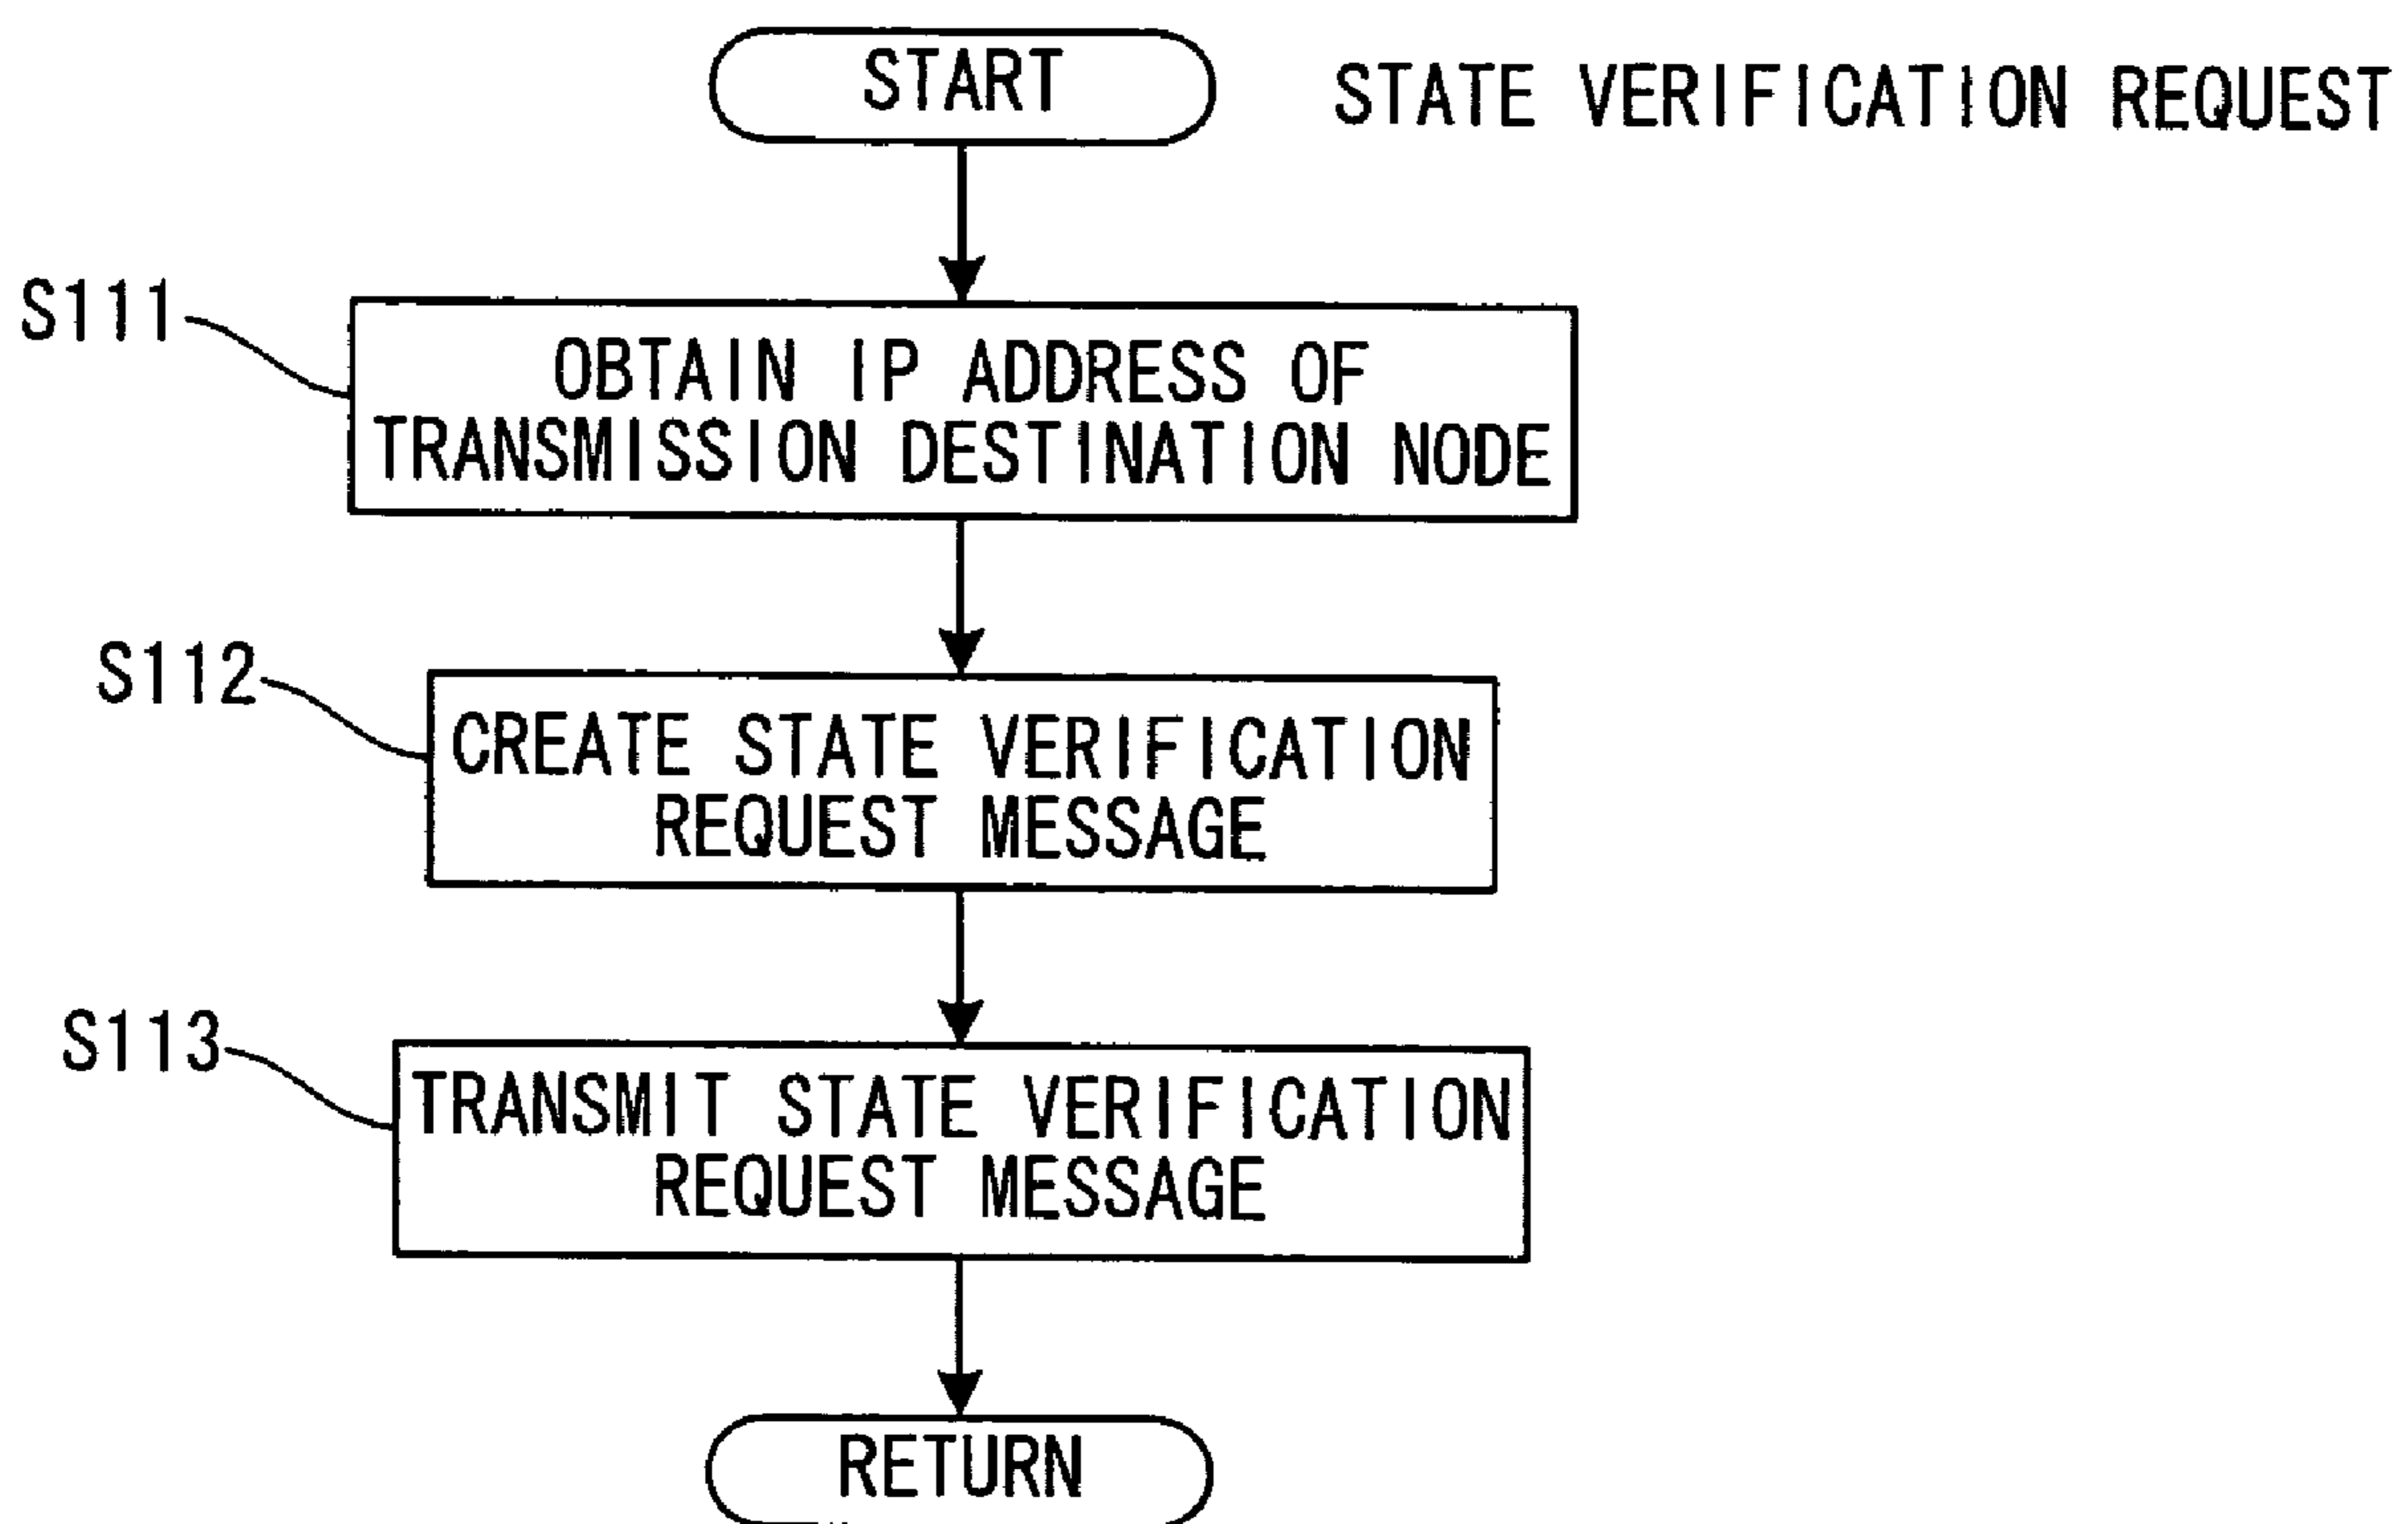 START
STATE VERIFICATION REQUEST
S111
OBTAIN IP ADDRESS OF
TRANSMISSION DESTINATION NODE
S112
CREATE STATE VERIFICATION
REQUEST MESSAGE
S113
TRANSMIT STATE VERIFICATION
REQUEST MESSAGE
RETURN